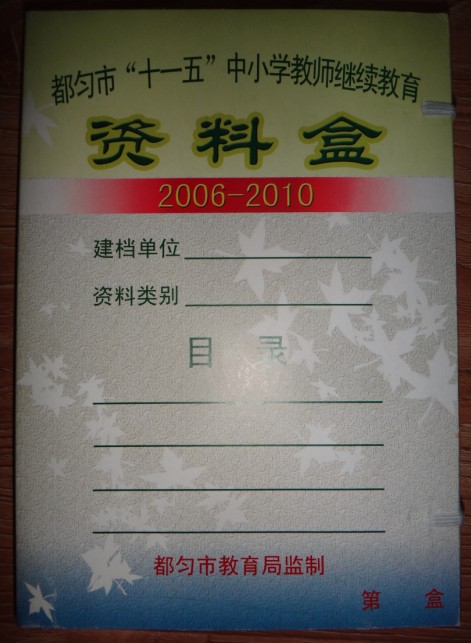 都匀市“十一五”中小学教师继续教育
资料盒
2006-2010
建档单位
资料类别
目录
都匀市教育局监制
第 盒